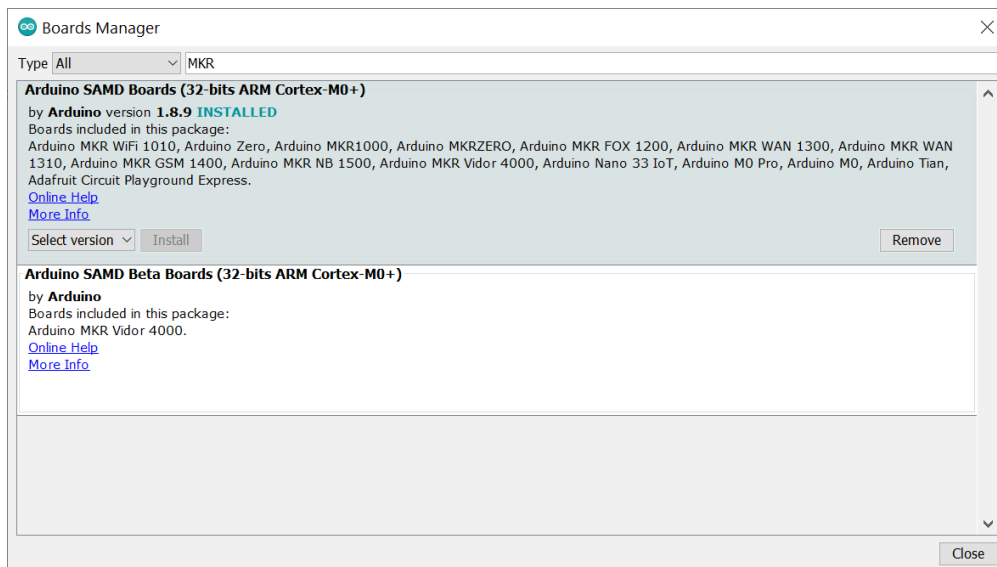 Boards Manager
Type All MKR
Arduino SAMD Boards (32-bits ARM Cortex-M0+)
by Arduino version 1.8.9 INSTALLED
Boards included in this package:
Arduino MKR WiFi 1010, Arduino Zero, Arduino MKR1000, Arduino MKRZERO, Arduino MKR FOX 1200, Arduino MKR WAN 1300, Arduino MKR WAN
1310, Arduino MKR GSM 1400, Arduino MKR NB 1500, Arduino MKR Vidor 4000, Arduino Nano 33 IoT, Arduino M0 Pro, Arduino M0, Arduino Tian,
Adafruit Circuit Playground Express.
Online Help
More Info
Select version Install Remove
Arduino SAMD Beta Boards (32-bits ARM Cortex-M0+)
by Arduino
Boards included in this package:
Arduino MKR Vidor 4000.
Online Help
More Info
Close